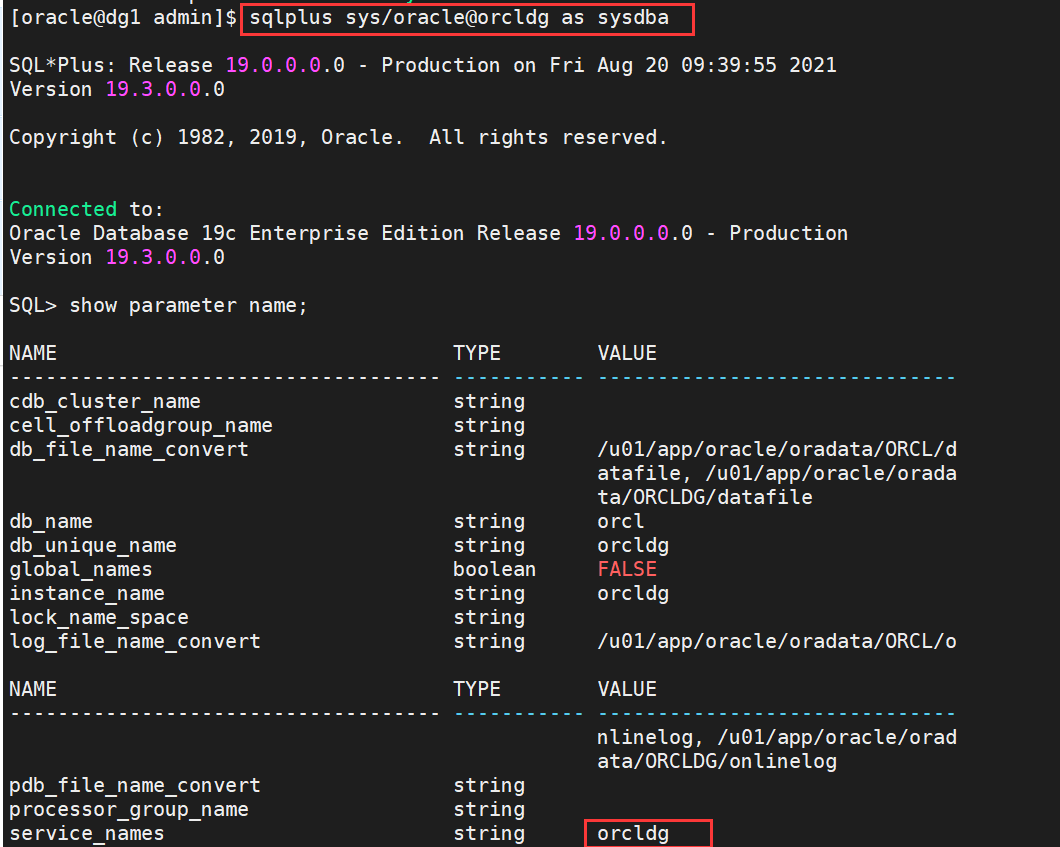 [oracle@dg1 admin]$ sqlplus sys/oracle@orcldg as sysdba
SQL*Plus: Release 19.0.0.0.0 - Production on Fri Aug 20 09:39:55 2021
Version 19.3.0.0.0
Copyright (c) 1982, 2019, Oracle.  All rights reserved.
Connected to:
Oracle Database 19c Enterprise Edition Release 19.0.0.0.0 - Production
Version 19.3.0.0.0
SQL> show parameter name;
NAME                                 TYPE        VALUE
------------------------------------ ----------- ------------------------------
cdb_cluster_name                     string
cell_offloadgroup_name               string
db_file_name_convert                 string      /u01/app/oracle/oradata/ORCL/d
                                                 atafile, /u01/app/oracle/orada
                                                 ta/ORCLDG/datafile
db_name                              string      orcl
db_unique_name                       string      orcldg
global_names                         boolean     FALSE
instance_name                        string      orcldg
lock_name_space                      string
log_file_name_convert                string      /u01/app/oracle/oradata/ORCL/o
NAME                                 TYPE        VALUE
------------------------------------ ----------- ------------------------------
                                                 nlinelog, /u01/app/oracle/orad
                                                 ata/ORCLDG/onlinelog
pdb_file_name_convert                string
processor_group_name                 string
service_names                        string      orcldg